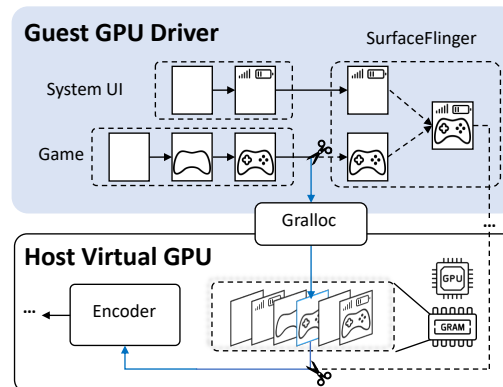 Guest GPU Driver
SurfaceFlinger
System UI
Game
...
Gralloc
Host Virtual GPU
GPU
Encoder
...
GRAM